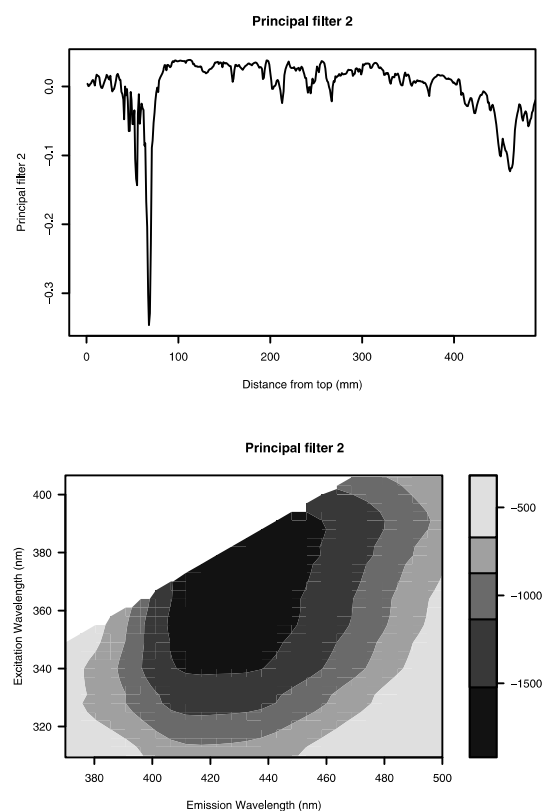 Principal filter 2
Principal filter 2
0.0
−0.1
−0.2
−0.3
0 100 200 300 400
Distance from top (mm)
Principal filter 2
Excitation Wavelength (nm)
400
380
360
340
320
380 400 420 440 460 480 500
Emission Wavelength (nm)
−500
−1000
−1500